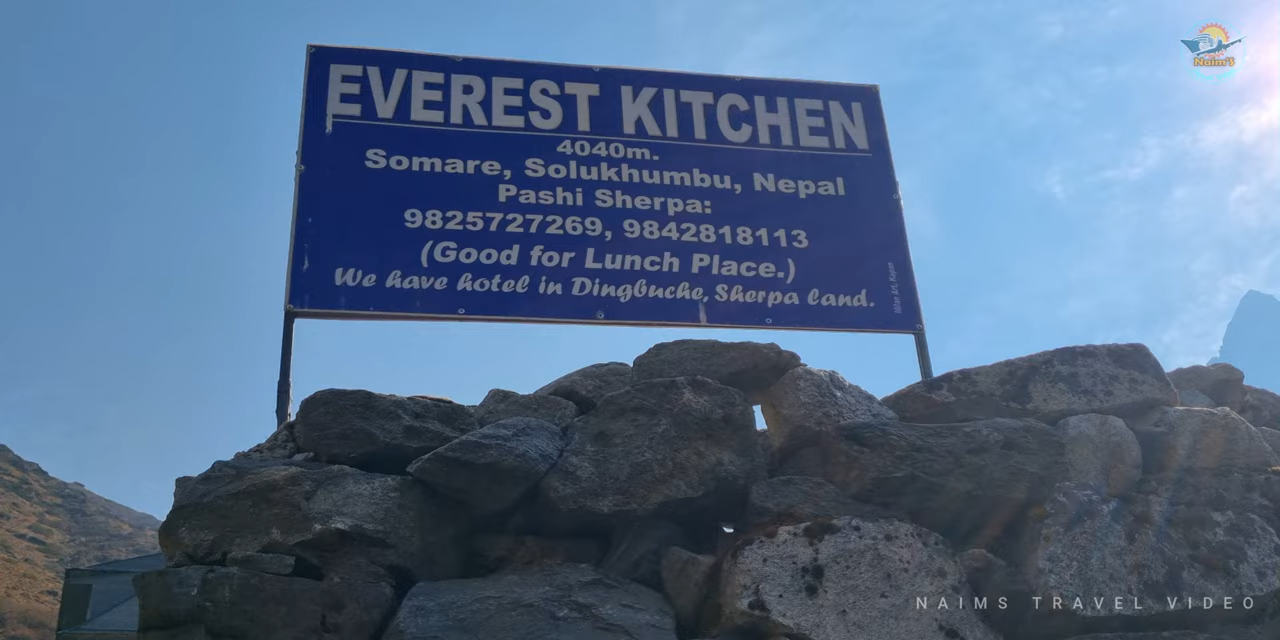 EVEREST KITCHEN
4040m.
Somare, Solukhumbu, Nepal
Pashi Sherpa:
9825727269, 9842818113
(Good for Lunch Place.)
We have hotel in Dingbuche, Sherpa land.
Naim'S
NAIMS TRAVEL VIDEO